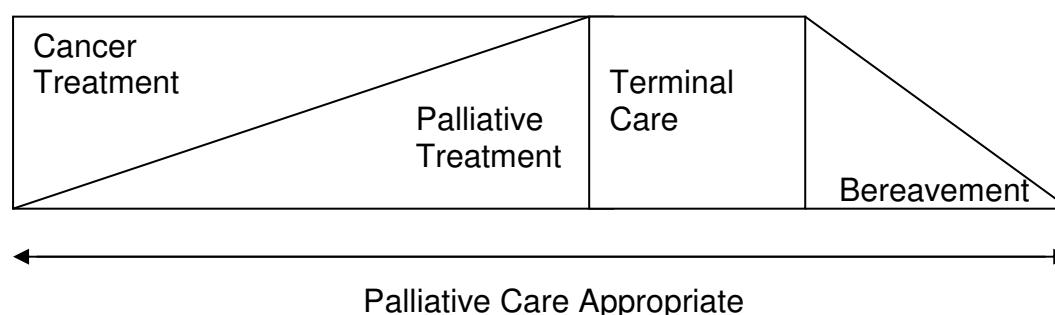 Cancer
Treatment
Palliative
Treatment
Terminal
Care
Bereavement
Palliative Care Appropriate